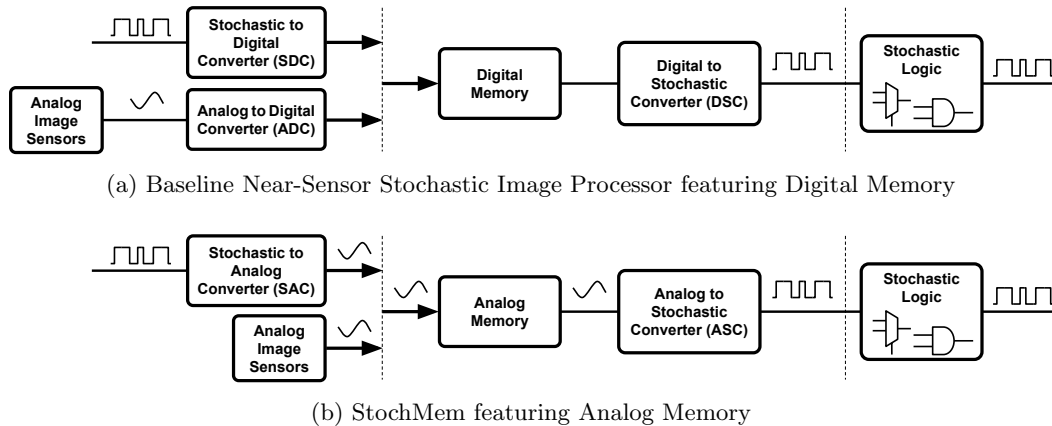 Stochastic to
Digital
Converter (SDC)
Analog
Image
Sensors
Analog to Digital
Converter (ADC)
Digital
Memory
Digital to
Stochastic
Converter (DSC)
Stochastic
Logic
(a) Baseline Near-Sensor Stochastic Image Processor featuring Digital Memory
Stochastic to
Analog
Converter (SAC)
Analog
Image
Sensors
Analog
Memory
Analog to
Stochastic
Converter (ASC)
Stochastic
Logic
(b) StochMem featuring Analog Memory